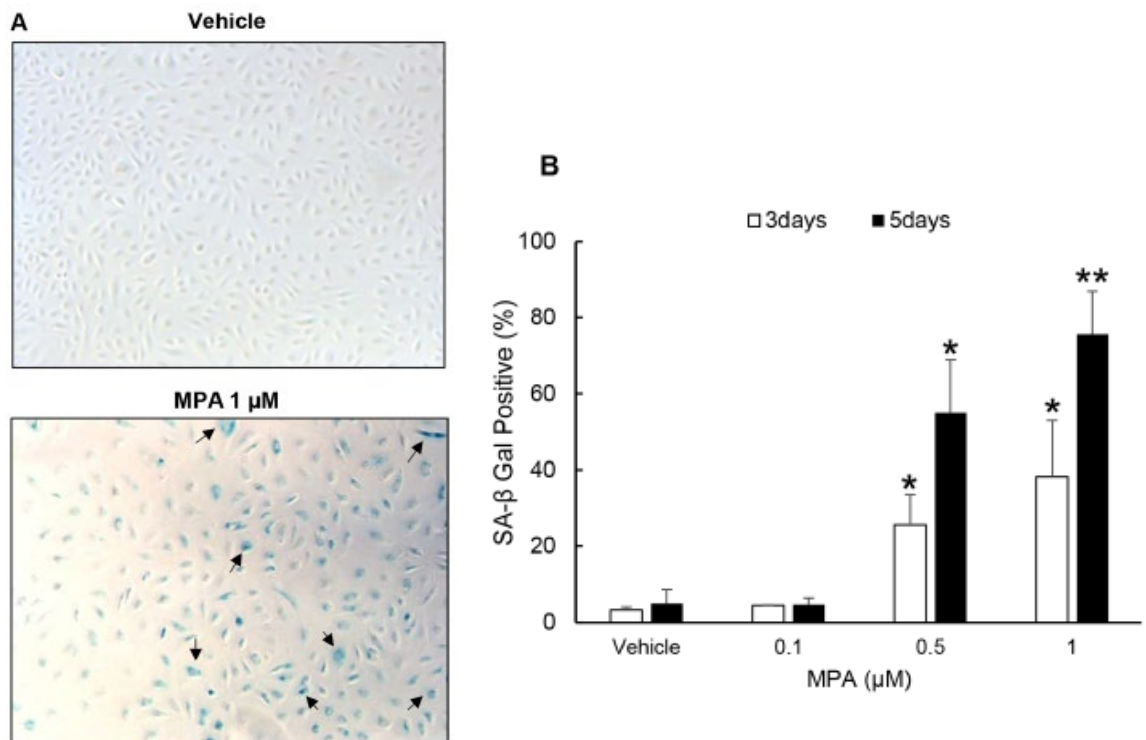 A
Vehicle
MPA 1 μM
B
3days 5days
SA-β Gal Positive (%)
100
80
60
40
20
0
* * * **
Vehicle 0.1 0.5 1
MPA (μM)